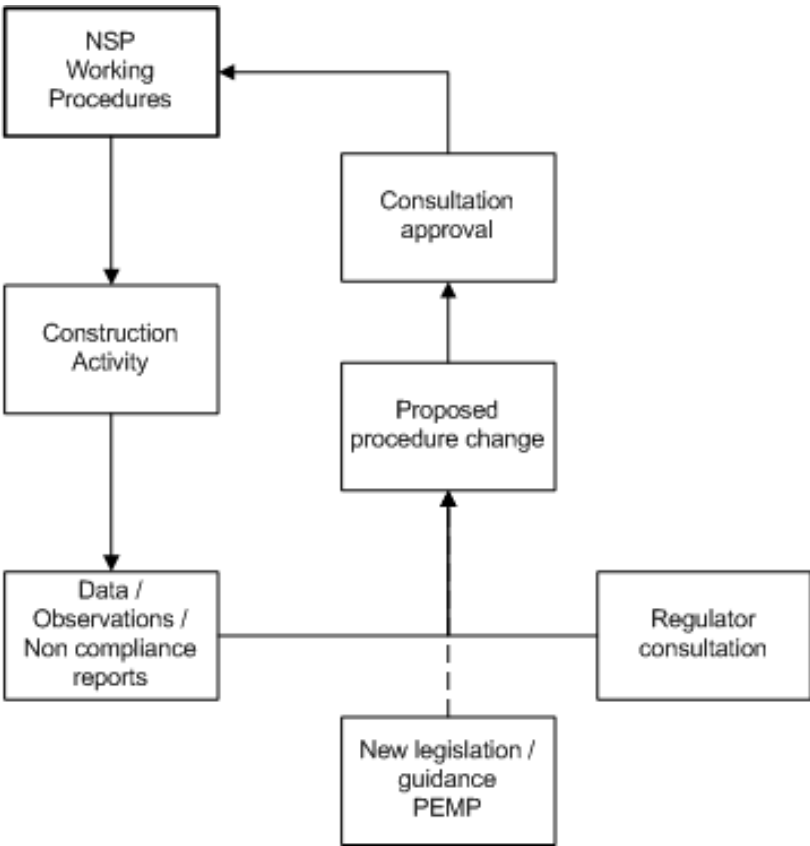 NSP
Working
Procedures
Consultation
approval
Construction
Activity
Proposed
procedure change
Data /
Observations /
Non compliance
reports
Regulator
consultation
New legislation /
guidance
PEMP